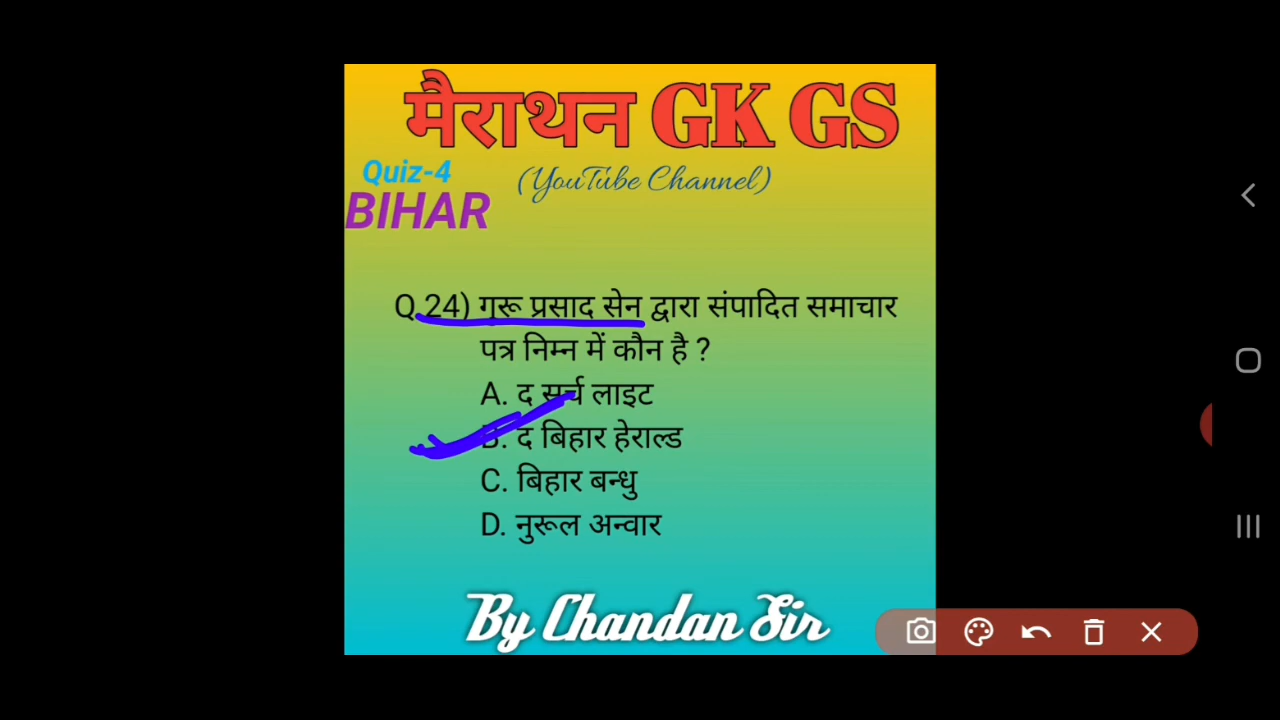 मैराथन GK GS
(YouTube Channel)
Quiz-4
BIHAR
Q.24) गुरू प्रसाद सेन द्वारा संपादित समाचार
पत्र निम्न में कौन है ?
A. द सर्च लाइट
B. द बिहार हेराल्ड
C. बिहार बन्धु
D. नुरूल अन्वार
By Chandan Sir